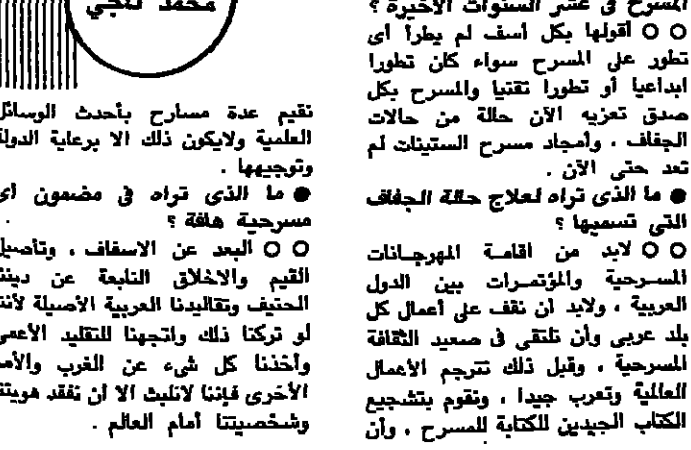 المسرح فى عشر السنوات الأخيرة ؟
○ ○ أقولها بكل أسف لم يطرأ أى
تطور على المسرح سواء كان تطورا
ابداعيا أو تطورا تقنيا والمسرح بكل
صدق تعزيه الآن حالة من حالات
الجفاف ، وأمجاد مسرح الستينات لم
تعد حتى الآن .
● ما الذى تراه لعلاج حالة الجفاف
التى تسميها ؟
○ ○ لابد من اقامة المهرجانات
المسرحية والمؤتمرات بين الدول
العربية ، ولابد أن نقف على أعمال كل
بلد عربى وأن نلتقى فى صعيد الثقافة
المسرحية ، وقبل ذلك نترجم الأعمال
العالمية وتعرب جيدا ، ونقوم بتشجيع
الكتاب الجيدين للكتابة للمسرح ، وأن
محمد ناجى
نقيم عدة مسارح بأحدث الوسائل
العلمية ولايكون ذلك الا برعاية الدولة
وتوجيهها .
● ما الذى تراه فى مضمون أى
مسرحية هافة ؟
○ ○ البعد عن الاسفاف ، وتأصيل
القيم والاخلاق النابعة عن ديننا
الحنيف وتقاليدنا العربية الأصيلة لأننا
لو تركنا ذلك واتجهنا للتقليد الأعمى
وأخذنا كل شىء عن الغرب والأمم
الأخرى فإننا لانلبث الا أن نفقد هويتنا
وشخصيتنا أمام العالم .